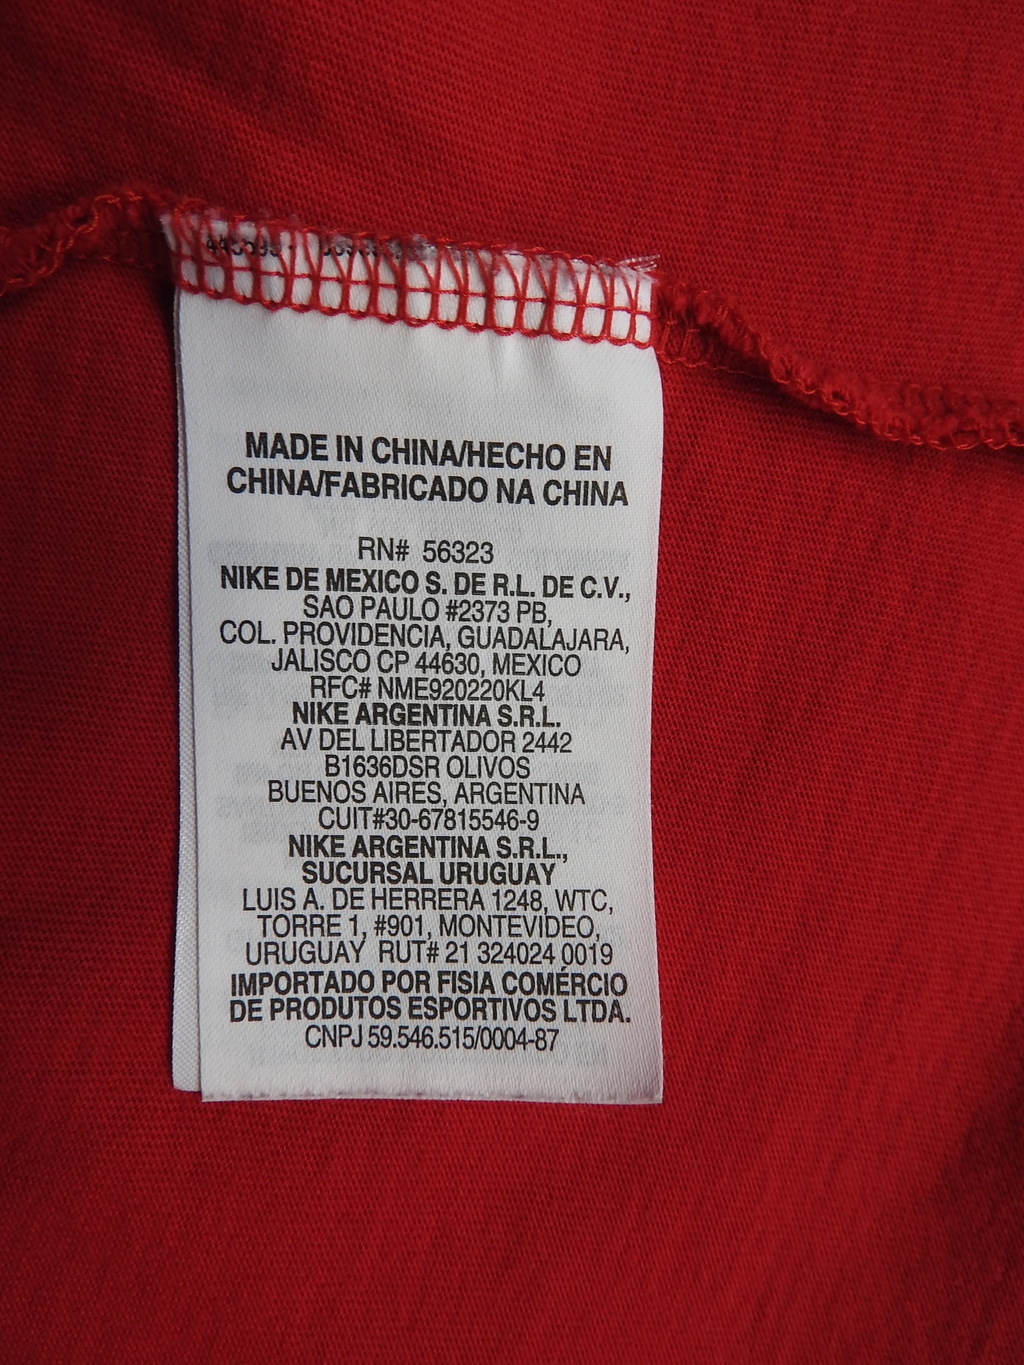 MADE IN CHINA/HECHO EN
CHINA/FABRICADO NA CHINA
RN# 56323
NIKE DE MEXICO S. DE R.L. DE C.V.,
SAO PAULO #2373 PB,
COL. PROVIDENCIA, GUADALAJARA,
JALISCO CP 44630, MEXICO
RFC# NME920220KL4
NIKE ARGENTINA S.R.L.
AV DEL LIBERTADOR 2442
B1636DSR OLIVOS
BUENOS AIRES, ARGENTINA
CUIT#30-67815546-9
NIKE ARGENTINA S.R.L.,
SUCURSAL URUGUAY
LUIS A. DE HERRERA 1248, WTC,
TORRE 1, #901, MONTEVIDEO,
URUGUAY RUT# 21 324024 0019
IMPORTADO POR FISIA COMÉRCIO
DE PRODUTOS ESPORTIVOS LTDA.
CNPJ 59.546.515/0004-87